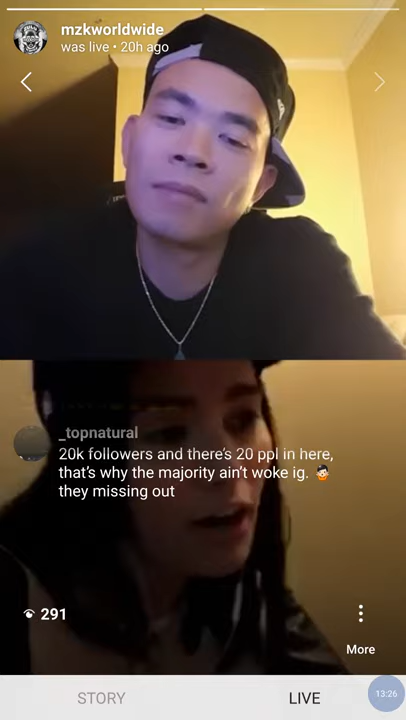 mzkworldwide
was live • 20h ago
_topnatural
20k followers and there's 20 ppl in here,
that's why the majority ain't woke ig. 🤷🏻
they missing out
291
More
STORY
LIVE
13:26